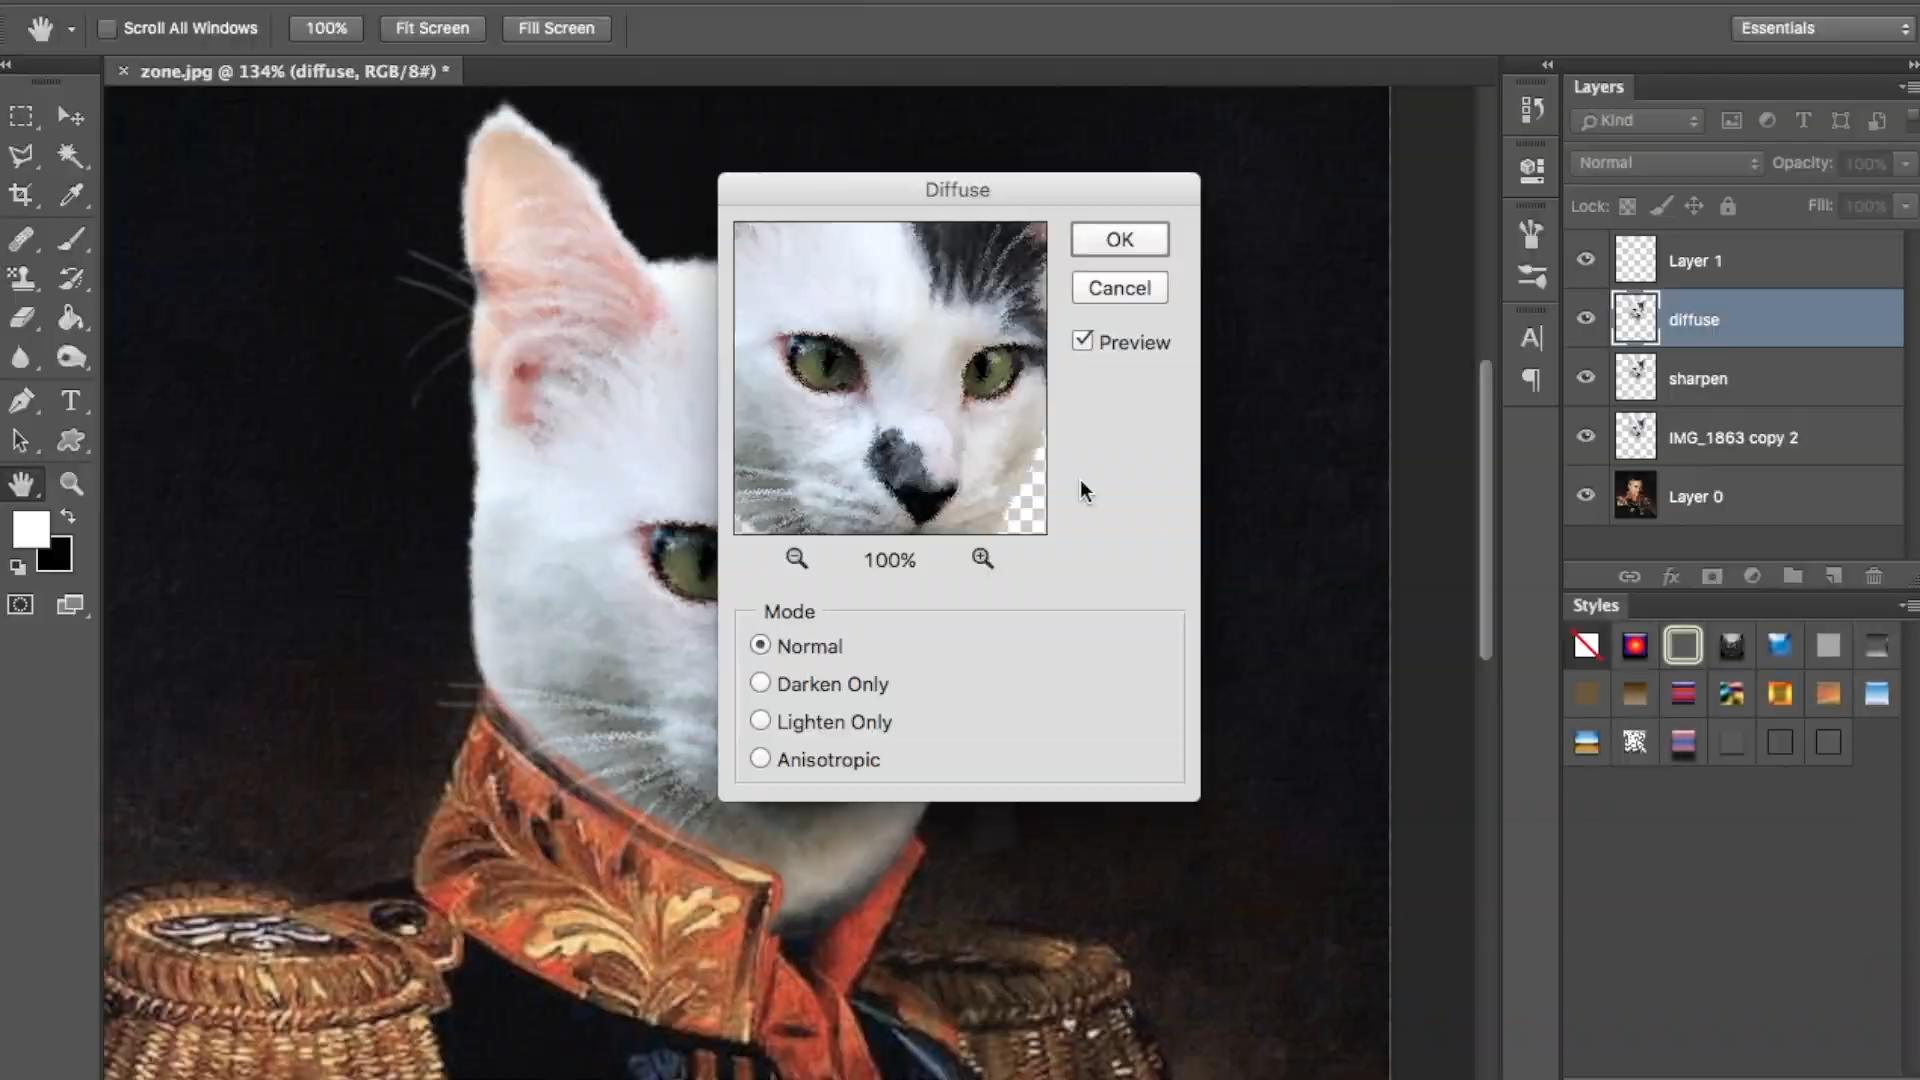 Scroll All Windows 100% Fit Screen Fill Screen Essentials
× zone.jpg @ 134% (diffuse, RGB/8#) *
Layers
Kind
Normal Opacity: 100%
Lock: Fill: 100%
Layer 1
diffuse
sharpen
IMG_1863 copy 2
Layer 0
Styles
Diffuse
OK
Cancel
Preview
100%
Mode
Normal
Darken Only
Lighten Only
Anisotropic